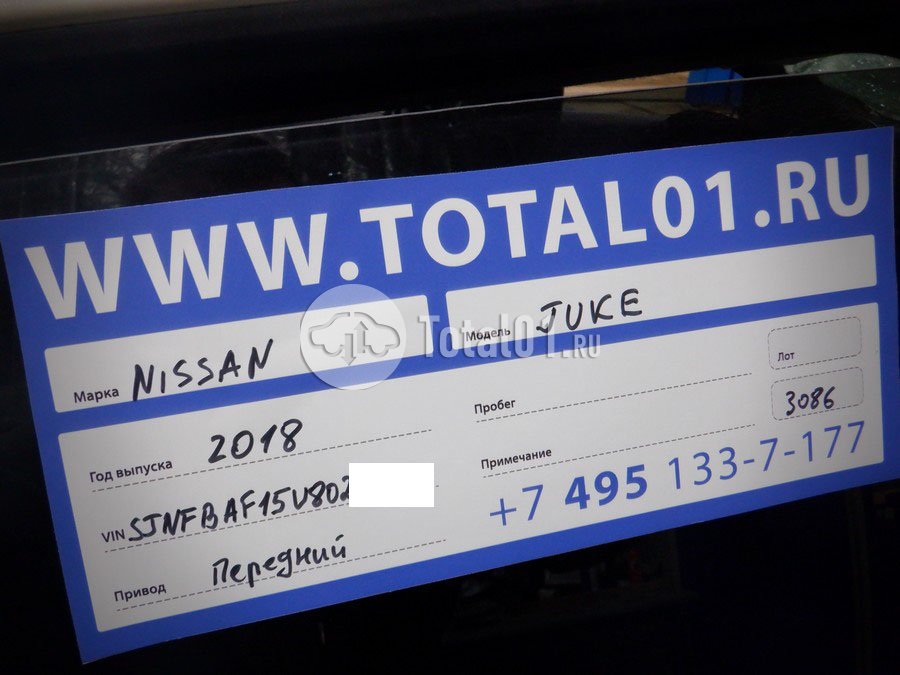 WWW.TOTAL01.RU
Марка NISSAN
Модель JUKE
Total01.RU
Год выпуска 2018
Пробег
Лот
3086
VIN SJNFBAF15U802
Примечание
+7 495 133-7-177
Привод Передний